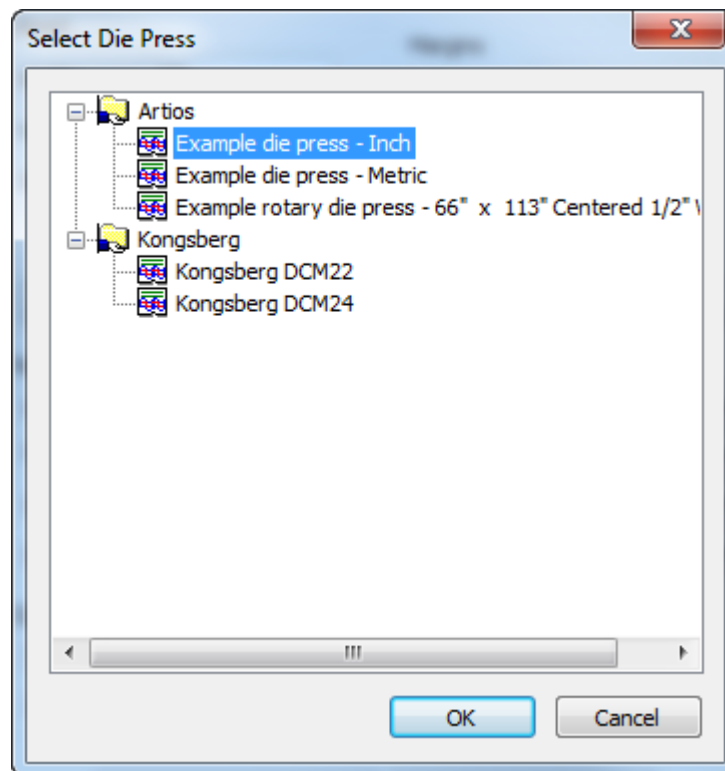 Select Die Press
Artios
Example die press - Inch
Example die press - Metric
Example rotary die press - 66" x 113" Centered 1/2"
Kongsberg
Kongsberg DCM22
Kongsberg DCM24
OK
Cancel